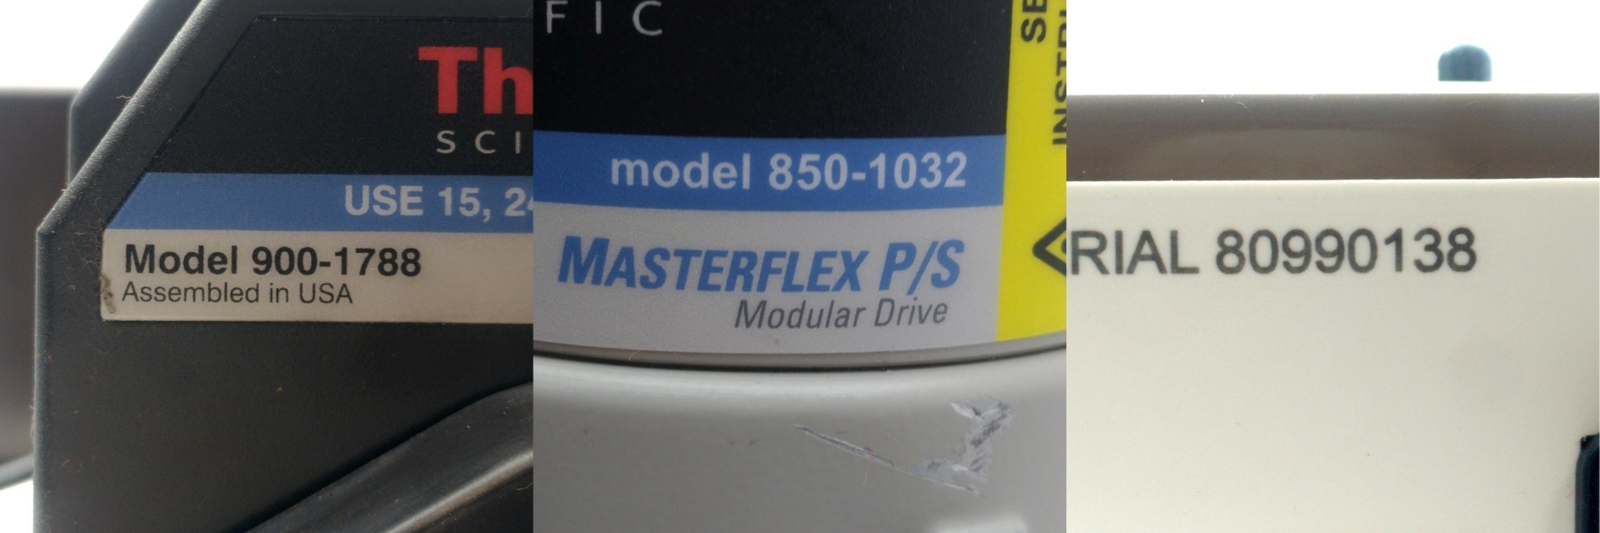 Th
SCI
USE 15, 24
Model 900-1788
Assembled in USA
FIC
model 850-1032
MASTERFLEX P/S
Modular Drive
SE
INSTRU
RIAL 80990138